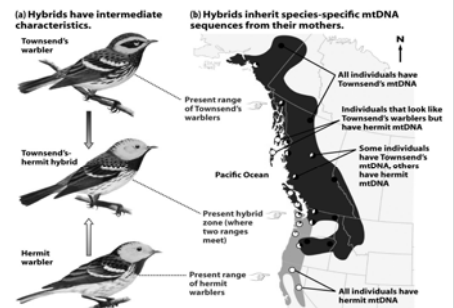 (a) Hybrids have intermediate
characteristics.
Townsend's
warbler
Townsend's-
hermit hybrid
Hermit
warbler
(b) Hybrids inherit species-specific mtDNA
sequences from their mothers.
N
All individuals have
Townsend's mtDNA
Present range
of Townsend's
warblers
Individuals that look like
Townsend's warblers but
have hermit mtDNA
Some individuals
have Townsend's
mtDNA, others
have hermit
mtDNA
Pacific Ocean
Present hybrid
zone (where
two ranges
meet)
Present range
of hermit
warblers
All individuals have
hermit mtDNA